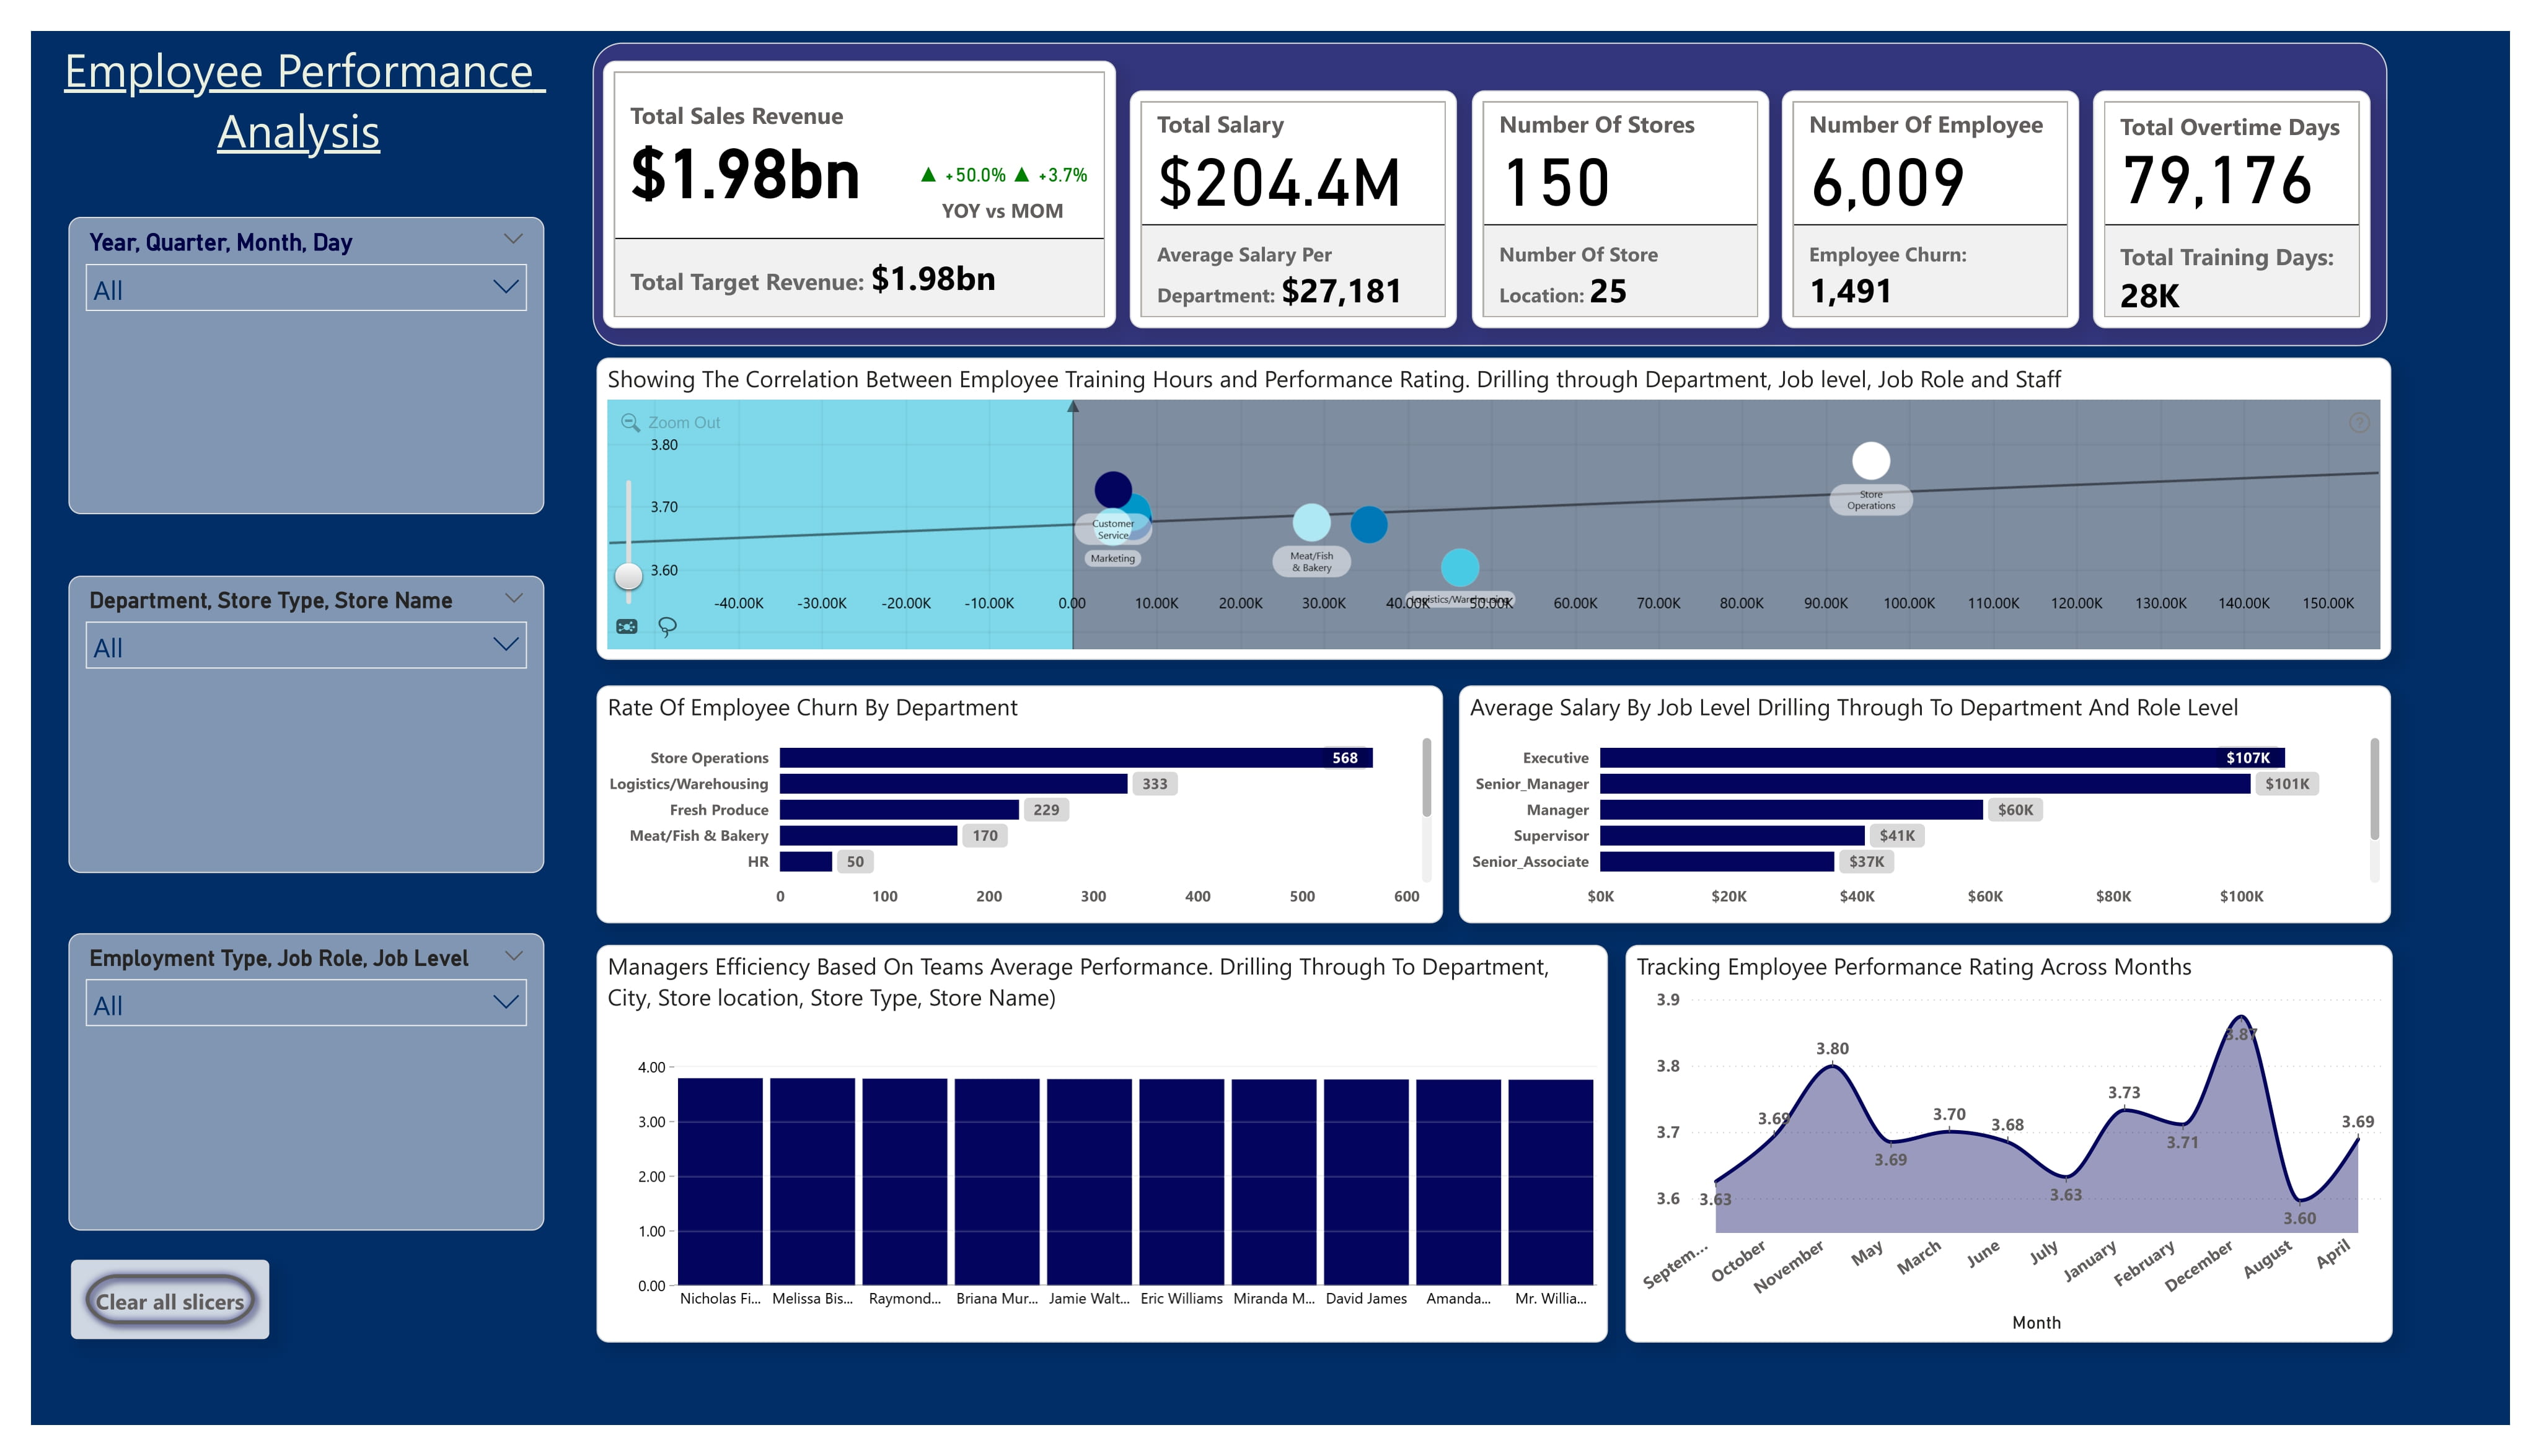 Employee Performance
Analysis
Year, Quarter, Month, Day
All
Department, Store Type, Store Name
All
Employment Type, Job Role, Job Level
All
Clear all slicers
Total Sales Revenue
$1.98bn
▲ +50.0% ▲ +3.7%
YOY vs MOM
Total Target Revenue: $1.98bn
Total Salary
$204.4M
Average Salary Per
Department: $27,181
Number Of Stores
150
Number Of Store
Location: 25
Number Of Employee
6,009
Employee Churn:
1,491
Total Overtime Days
79,176
Total Training Days:
28K
Showing The Correlation Between Employee Training Hours and Performance Rating. Drilling through Department, Job level, Job Role and Staff
Zoom Out
?
3.80
3.70
3.60
Customer
Service
Marketing
Meat/Fish
& Bakery
Logistics/Warehousing
Store
Operations
-40.00K -30.00K -20.00K -10.00K 0.00 10.00K 20.00K 30.00K 40.00K 50.00K 60.00K 70.00K 80.00K 90.00K 100.00K 110.00K 120.00K 130.00K 140.00K 150.00K
Rate Of Employee Churn By Department
Store Operations 568
Logistics/Warehousing 333
Fresh Produce 229
Meat/Fish & Bakery 170
HR 50
0 100 200 300 400 500 600
Average Salary By Job Level Drilling Through To Department And Role Level
Executive $107K
Senior_Manager $101K
Manager $60K
Supervisor $41K
Senior_Associate $37K
$0K $20K $40K $60K $80K $100K
Managers Efficiency Based On Teams Average Performance. Drilling Through To Department,
City, Store location, Store Type, Store Name)
4.00
3.00
2.00
1.00
0.00
Nicholas Fi... Melissa Bis... Raymond... Briana Mur... Jamie Walt... Eric Williams Miranda M... David James Amanda... Mr. Willia...
Tracking Employee Performance Rating Across Months
3.9
3.8
3.7
3.6
3.63 3.69 3.80 3.69 3.70 3.68 3.63 3.73 3.71 3.87 3.60 3.69
Septem... October November May March June July January February December August April
Month